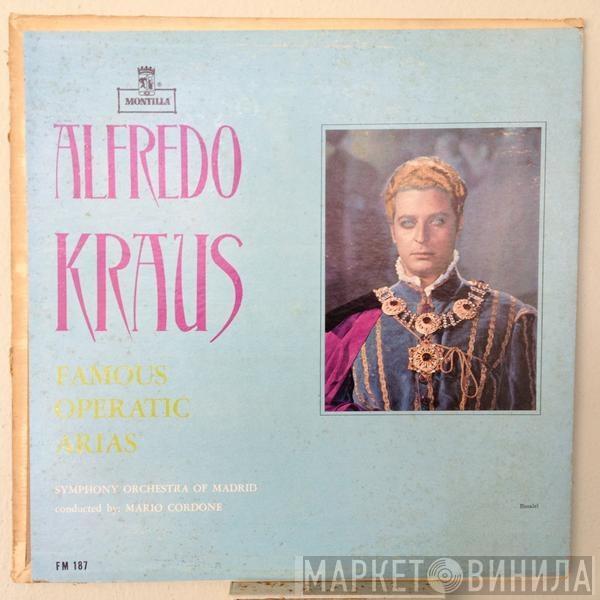 MONTILLA
®
ALFREDO
KRAUS
FAMOUS
OPERATIC
ARIAS
SYMPHONY ORCHESTRA OF MADRID
conducted by: MARIO CORDONE
FM 187
МАРКЕТ ВИНИЛА